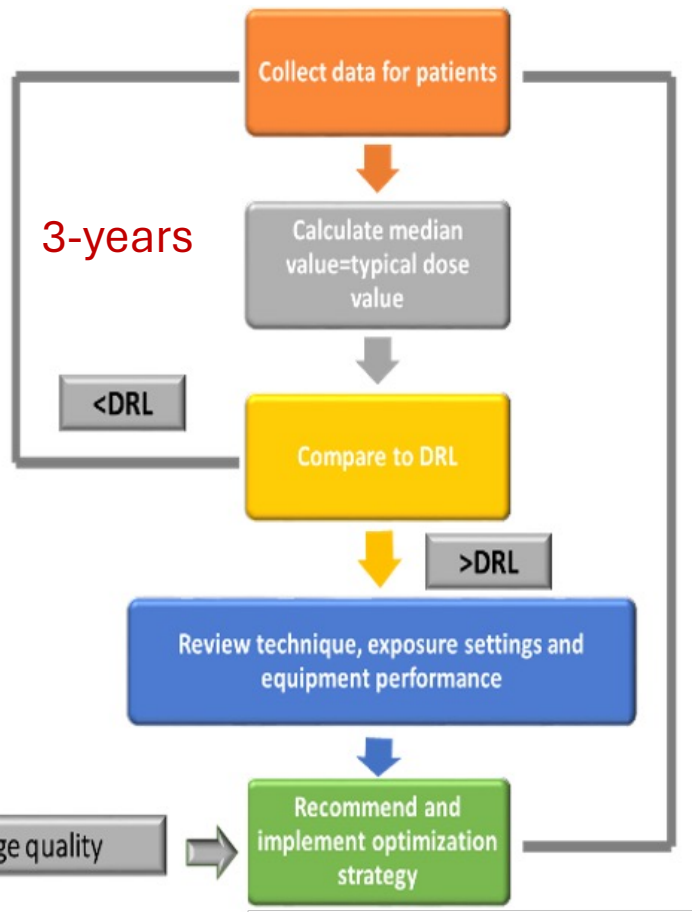 Collect data for patients
3-years
Calculate median
value=typical dose
value
<DRL
Compare to DRL
>DRL
Review technique, exposure settings and
equipment performance
Recommend and
implement optimization
strategy
quality